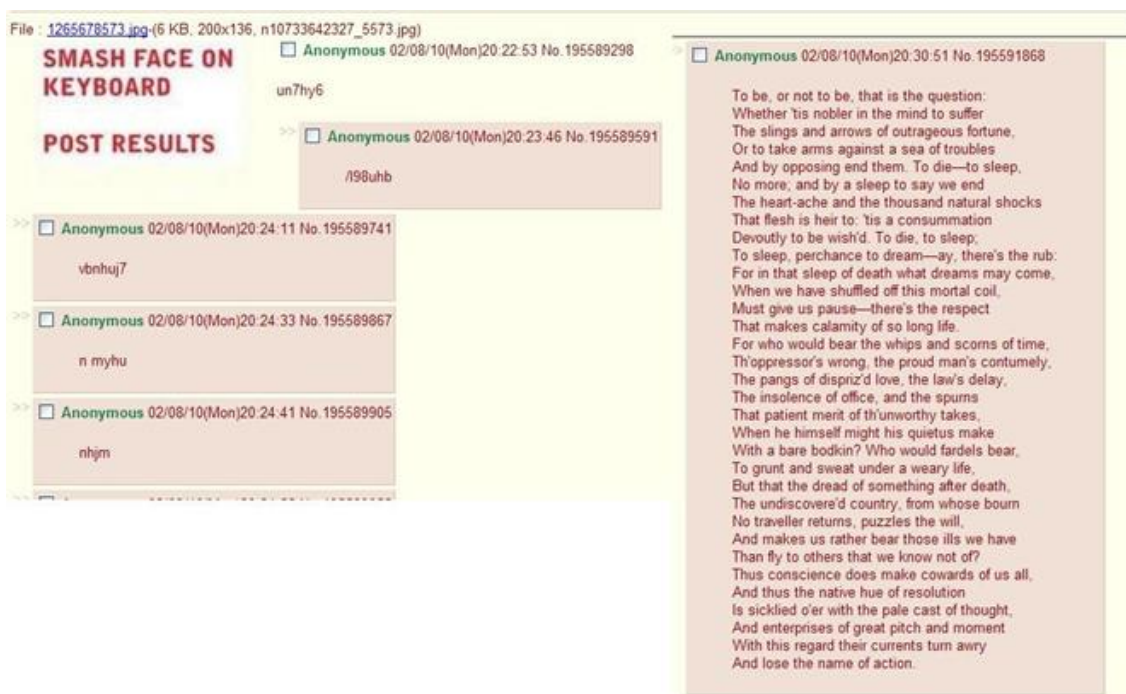 File : 1265678573.jpg-(6 KB, 200x136, n10733642327_5573.jpg)
SMASH FACE ON
KEYBOARD
POST RESULTS
Anonymous 02/08/10(Mon)20:22:53 No.195589298
un7hy6
>> Anonymous 02/08/10(Mon)20:23:46 No.195589591
/l98uhb
>> Anonymous 02/08/10(Mon)20:24:11 No.195589741
vbnhuj7
>> Anonymous 02/08/10(Mon)20:24:33 No.195589867
n myhu
>> Anonymous 02/08/10(Mon)20:24:41 No.195589905
nhjm
>>
> Anonymous 02/08/10(Mon)20:30:51 No.195591868
To be, or not to be, that is the question:
Whether 'tis nobler in the mind to suffer
The slings and arrows of outrageous fortune,
Or to take arms against a sea of troubles
And by opposing end them. To die—to sleep,
No more; and by a sleep to say we end
The heart-ache and the thousand natural shocks
That flesh is heir to: 'tis a consummation
Devoutly to be wish'd. To die, to sleep;
To sleep, perchance to dream—ay, there's the rub:
For in that sleep of death what dreams may come,
When we have shuffled off this mortal coil,
Must give us pause—there's the respect
That makes calamity of so long life.
For who would bear the whips and scorns of time,
Th'oppressor's wrong, the proud man's contumely,
The pangs of dispriz'd love, the law's delay,
The insolence of office, and the spurns
That patient merit of th'unworthy takes,
When he himself might his quietus make
With a bare bodkin? Who would fardels bear,
To grunt and sweat under a weary life,
But that the dread of something after death,
The undiscovere'd country, from whose bourn
No traveller returns, puzzles the will,
And makes us rather bear those ills we have
Than fly to others that we know not of?
Thus conscience does make cowards of us all,
And thus the native hue of resolution
Is sicklied o'er with the pale cast of thought,
And enterprises of great pitch and moment
With this regard their currents turn awry
And lose the name of action.